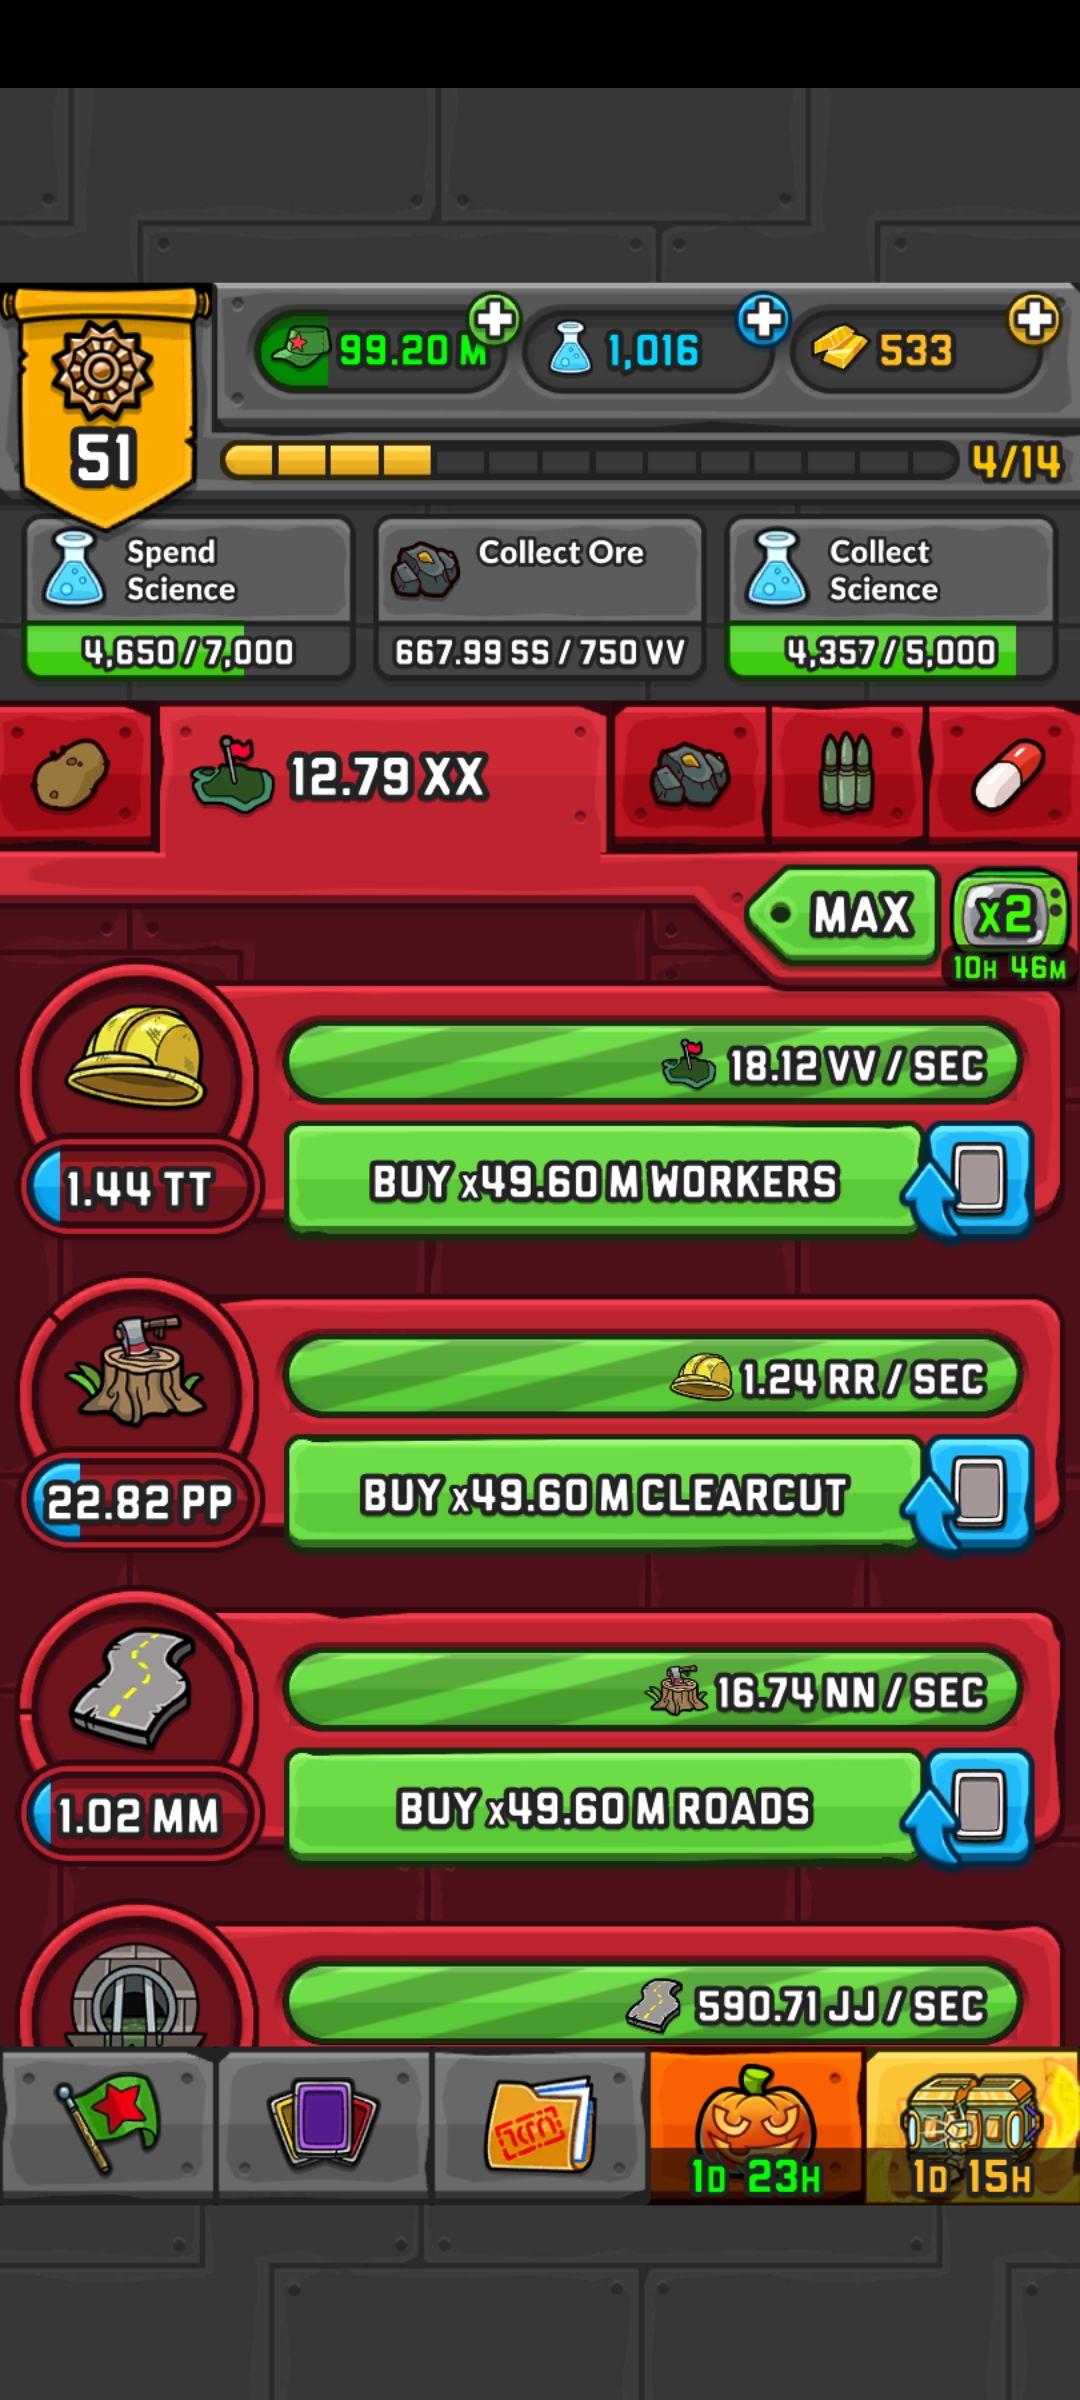 99.20 M
1,016
533
51
4/14
Spend
Science
4,650/7,000
Collect Ore
667.99 SS/750 VV
Collect
Science
4,357/5,000
12.79 XX
MAX
x2
10H 46M
18.12 VV/SEC
1.44 TT
BUY x49.60 M WORKERS
1.24 RR/SEC
22.82 PP
BUY x49.60 M CLEARCUT
16.74 NN/SEC
1.02 MM
BUY x49.60 M ROADS
590.71 JJ/SEC
1D 23H
1D 15H